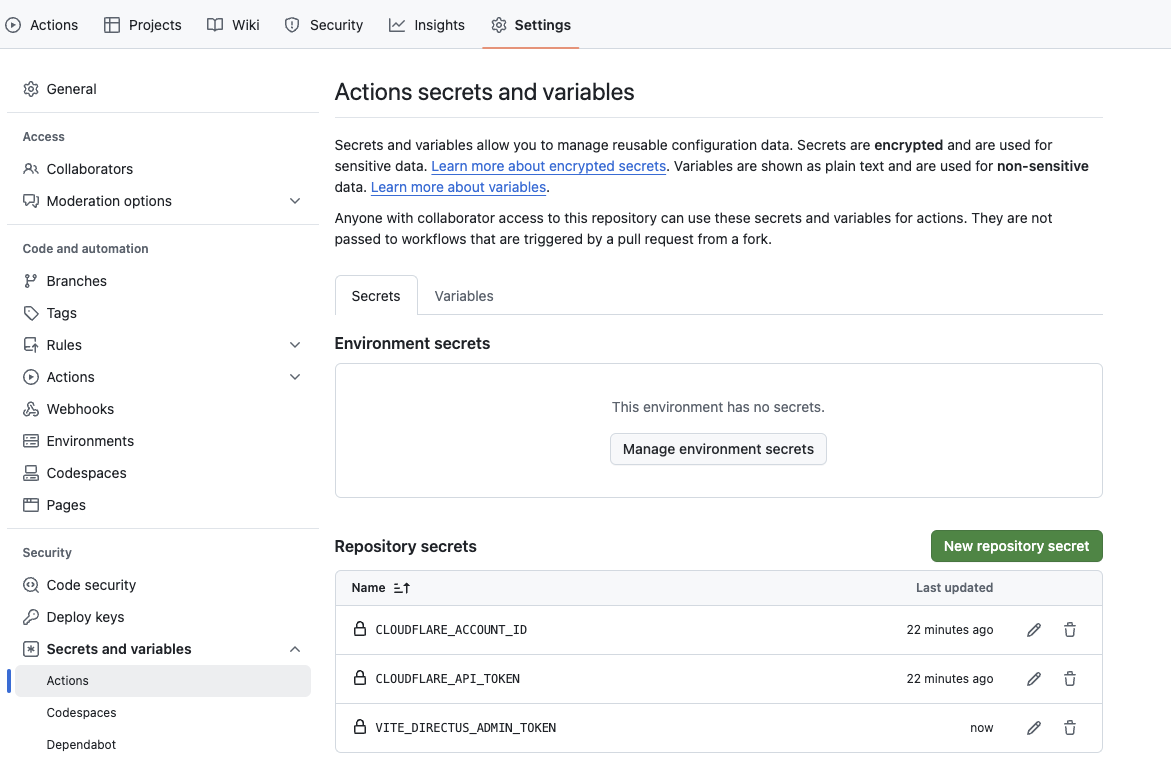 Actions
Projects
Wiki
Security
Insights
Settings
General
Access
Collaborators
Moderation options
Code and automation
Branches
Tags
Rules
Actions
Webhooks
Environments
Codespaces
Pages
Security
Code security
Deploy keys
Secrets and variables
Actions
Codespaces
Dependabot
Actions secrets and variables
Secrets and variables allow you to manage reusable configuration data. Secrets are encrypted and are used for
sensitive data. Learn more about encrypted secrets. Variables are shown as plain text and are used for non-sensitive
data. Learn more about variables.
Anyone with collaborator access to this repository can use these secrets and variables for actions. They are not
passed to workflows that are triggered by a pull request from a fork.
Secrets
Variables
Environment secrets
This environment has no secrets.
Manage environment secrets
Repository secrets
New repository secret
Name
Last updated
CLOUDFLARE_ACCOUNT_ID
22 minutes ago
CLOUDFLARE_API_TOKEN
22 minutes ago
VITE_DIRECTUS_ADMIN_TOKEN
now